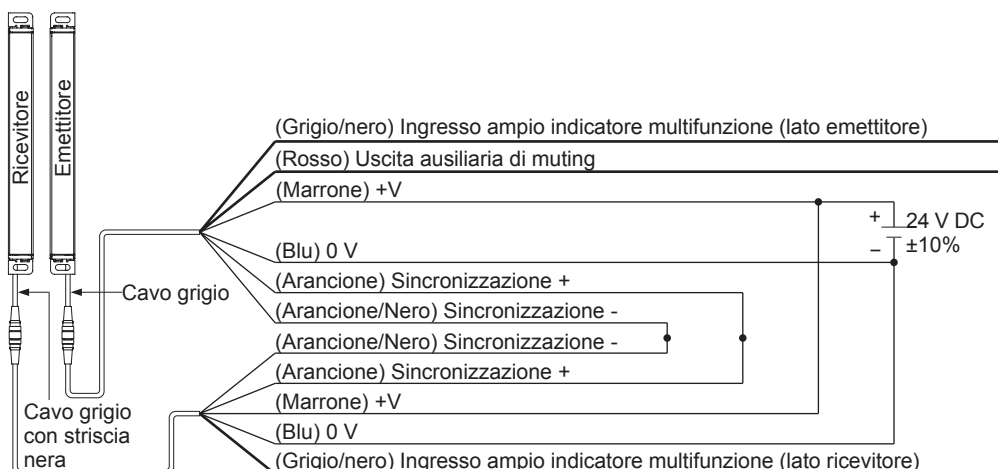 Ricevitore
Emettitore
(Grigio/nero) Ingresso ampio indicatore multifunzione (lato emettitore)
(Rosso) Uscita ausiliaria di muting
(Marrone) +V
+
24 V DC
−
±10%
(Blu) 0 V
(Arancione) Sincronizzazione +
Cavo grigio
(Arancione/Nero) Sincronizzazione -
(Arancione/Nero) Sincronizzazione -
(Arancione) Sincronizzazione +
(Marrone) +V
Cavo grigio
con striscia
nera
(Blu) 0 V
(Grigio/nero) Ingresso ampio indicatore multifunzione (lato ricevitore)